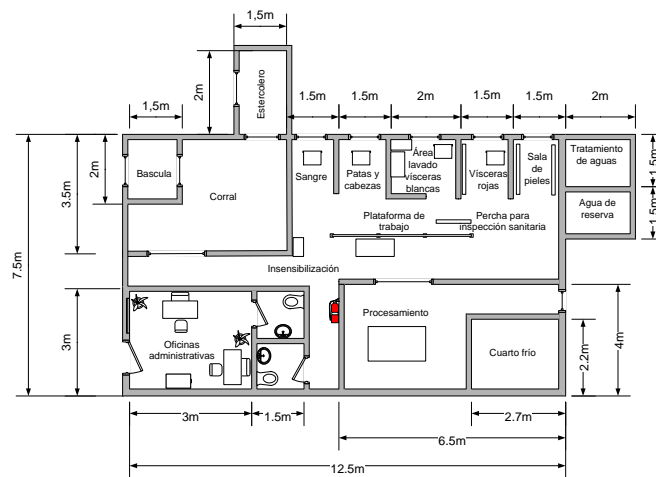 1,5m
2m
Estercolero
1.5m
1.5m
2m
1.5m
1.5m
2m
1,5m
2m
3.5m
7.5m
Bascula
Corral
Sangre
Patas y
cabezas
Área
lavado
vísceras
blancas
Vísceras
rojas
Sala
de
pieles
Tratamiento
de aguas
1.5m
Agua de
reserva
1.5m
Plataforma de
trabajo
Percha para
inspección sanitaria
Insensibilización
3m
Oficinas
administrativas
Procesamiento
Cuarto frío
2.2m
4m
3m
1.5m
2.7m
6.5m
12.5m